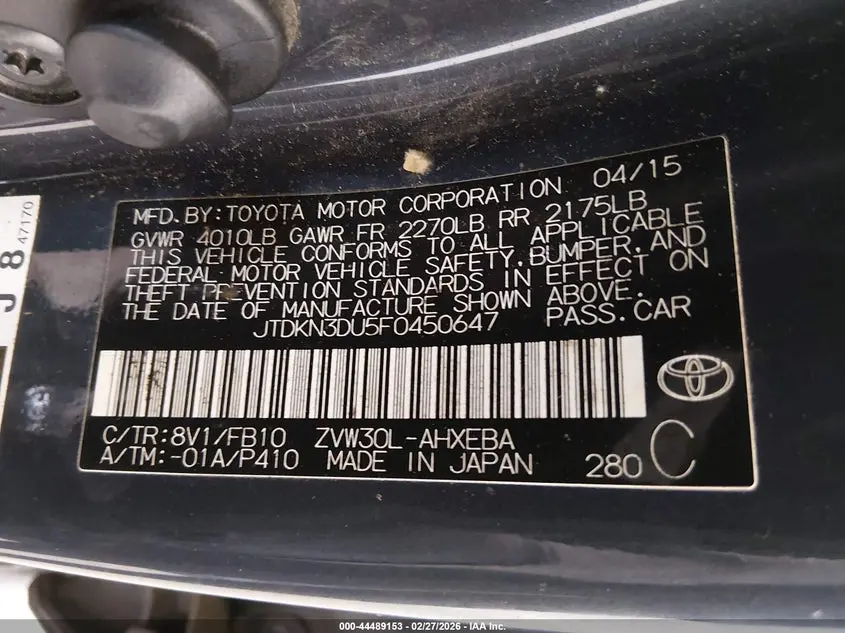 MFD. BY: TOYOTA MOTOR CORPORATION 04/15
GVWR 4010LB GAWR FR 2270LB RR 2175LB
THIS VEHICLE CONFORMS TO ALL APPLICABLE
FEDERAL MOTOR VEHICLE SAFETY, BUMPER, AND
THEFT PREVENTION STANDARDS IN EFFECT ON
THE DATE OF MANUFACTURE SHOWN ABOVE.
JTDKN3DU5F0450647 PASS. CAR
C/TR:8V1/FB10 ZVW30L-AHXEBA
A/TM:-01A/P410 MADE IN JAPAN 280 C
J 8 47170
000-44489153 - 02/27/2026 - IAA Inc.